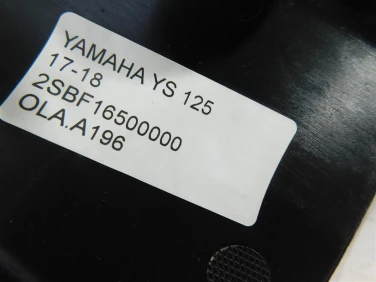 YAMAHA YS 125
17-18
2SBF16500000
OLA.A196